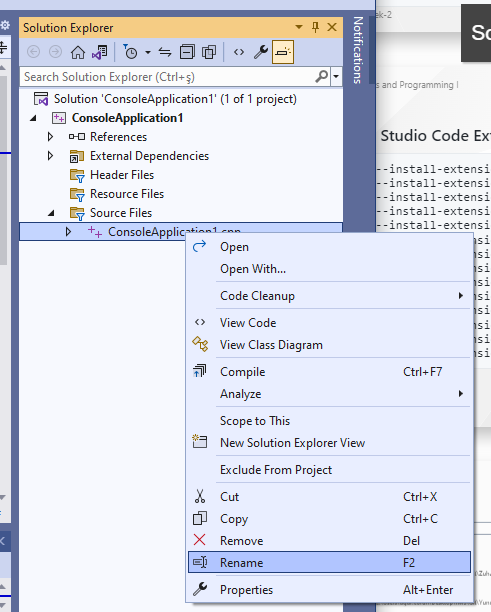 Solution Explorer
Search Solution Explorer (Ctrl+ş)
Solution 'ConsoleApplication1' (1 of 1 project)
ConsoleApplication1
References
External Dependencies
Header Files
Resource Files
Source Files
ConsoleApplication1.cpp
Open
Open With...
Code Cleanup
View Code
View Class Diagram
Compile Ctrl+F7
Analyze
Scope to This
New Solution Explorer View
Exclude From Project
Cut Ctrl+X
Copy Ctrl+C
Remove Del
Rename F2
Properties Alt+Enter
Notifications
ek-2
So
s and Programming I
Studio Code Ex
--install-extensi
--install-extensi
--install-extensi
--install-extensi
--install-extensi